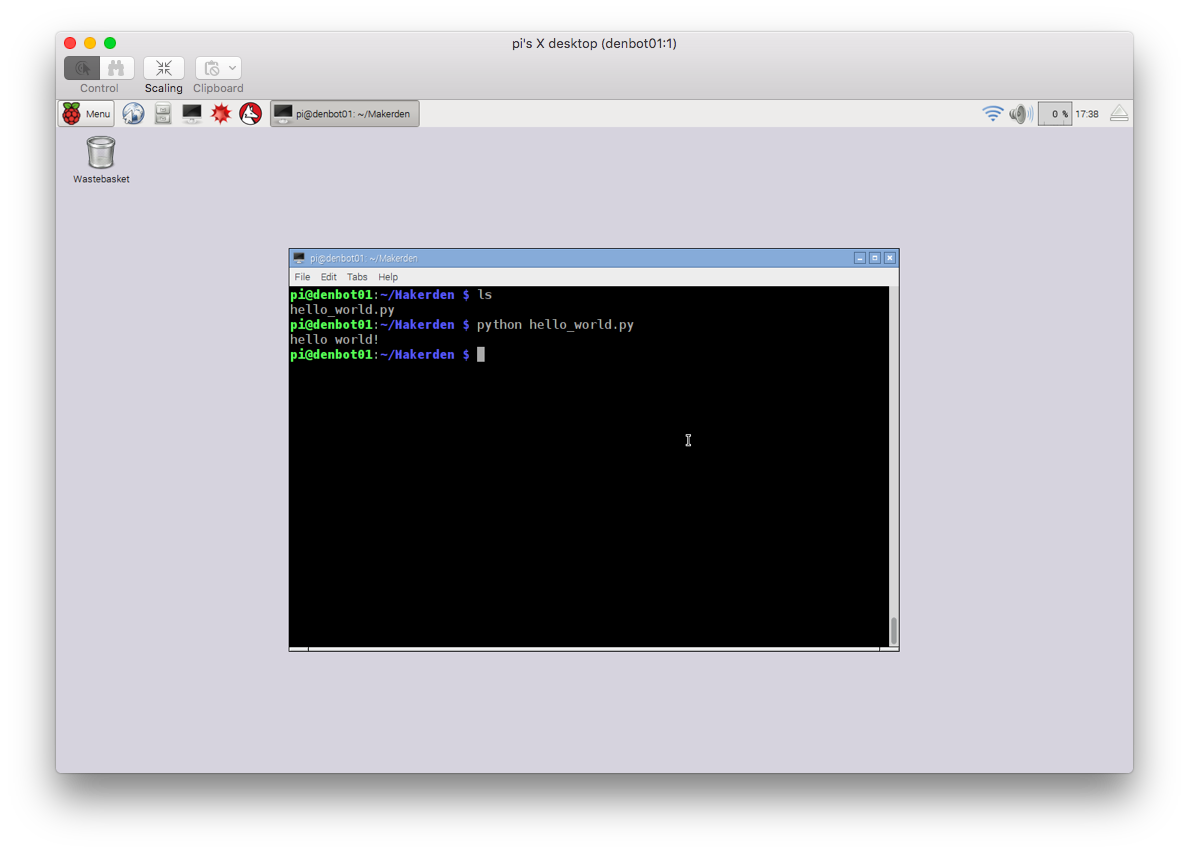 pi's X desktop (denbot01:1)
Control Scaling Clipboard
Menu pi@denbot01: ~/Makerden 0 % 17:38
Wastebasket
pi@denbot01: ~/Makerden
File Edit Tabs Help
pi@denbot01:~/Makerden $ ls
hello_world.py
pi@denbot01:~/Makerden $ python hello_world.py
hello world!
pi@denbot01:~/Makerden $